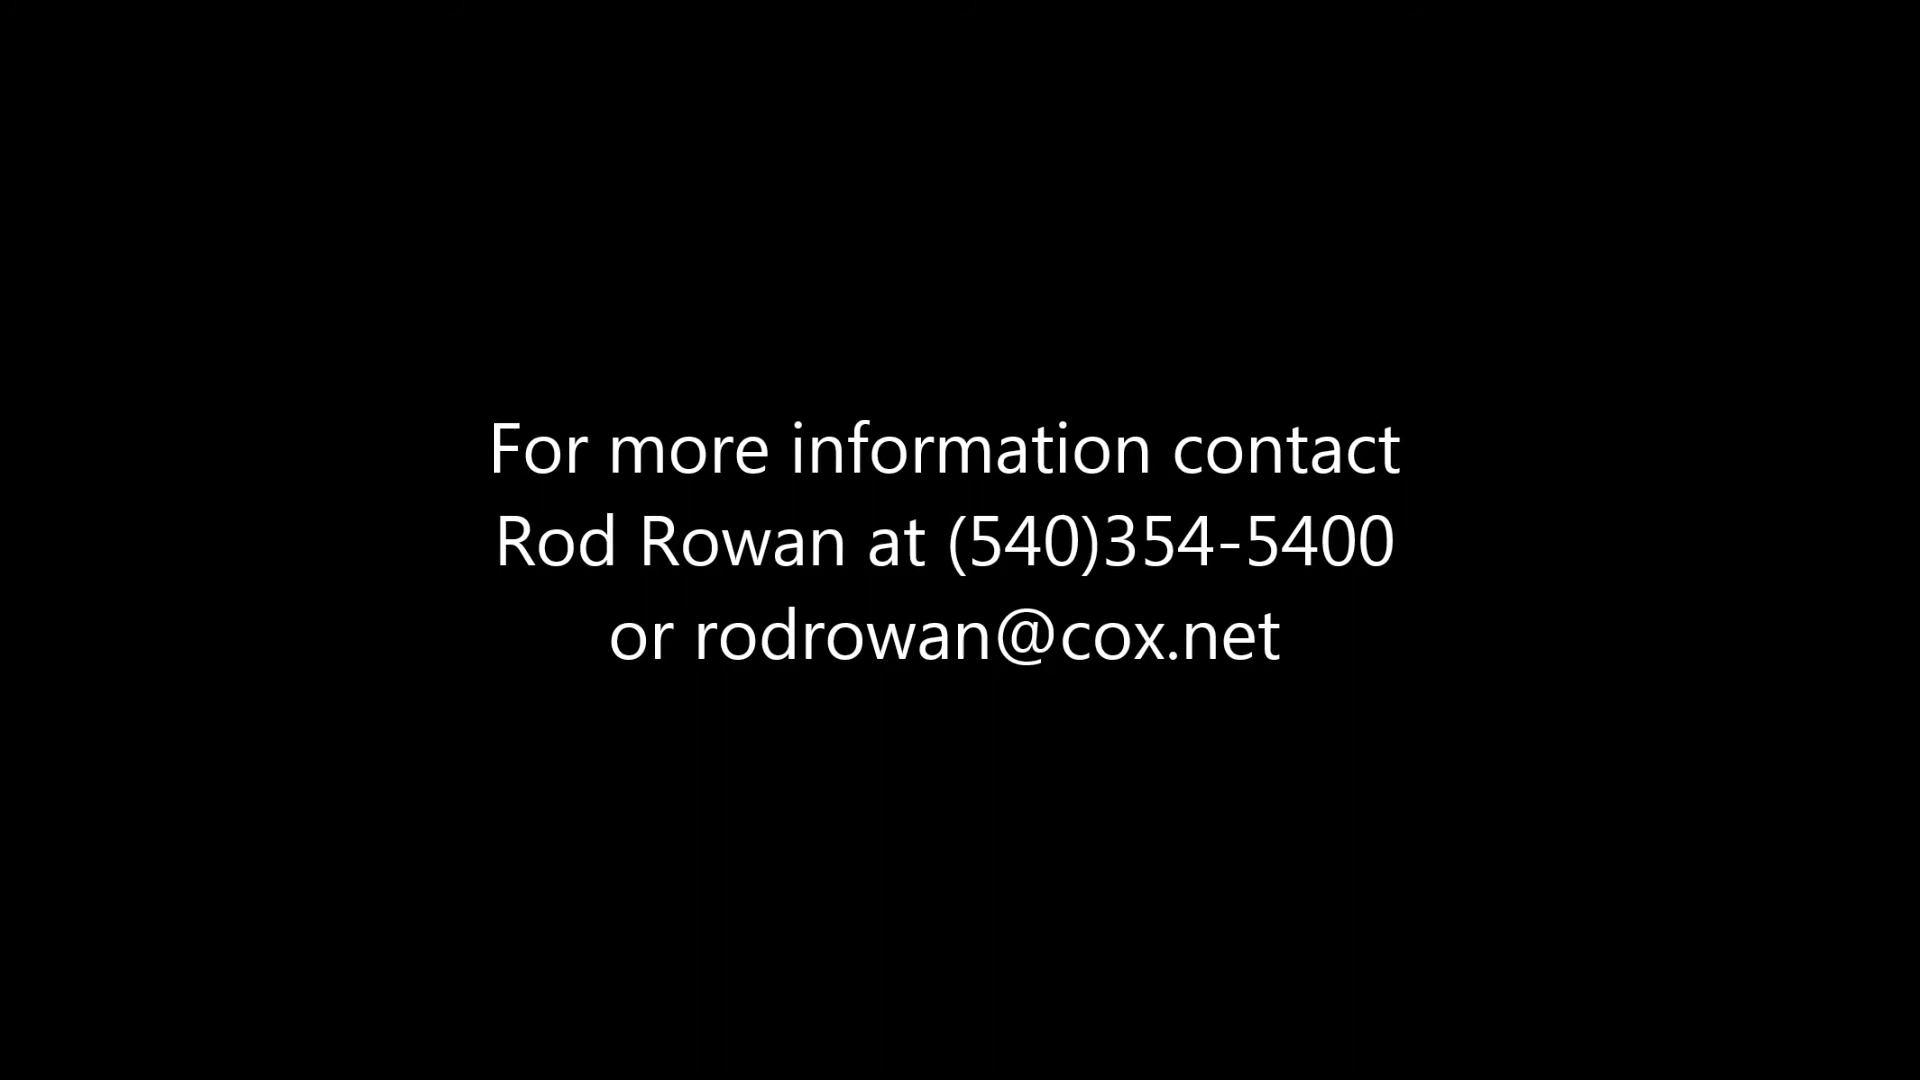 For more information contact
Rod Rowan at (540)354-5400
or rodrowan@cox.net